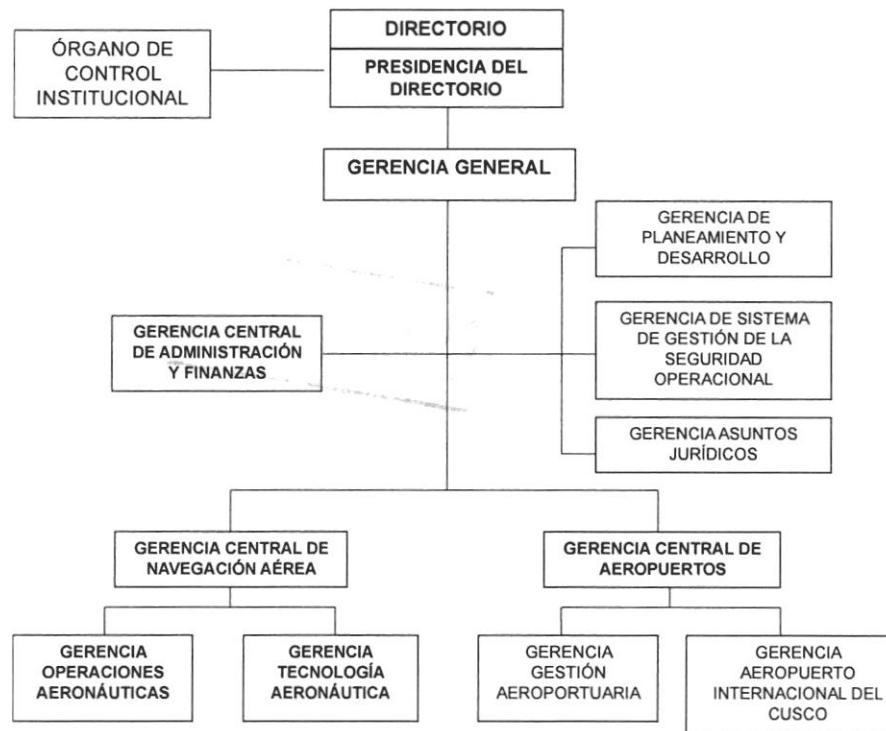 DIRECTORIO
ÓRGANO DE
CONTROL
INSTITUCIONAL
PRESIDENCIA DEL
DIRECTORIO
GERENCIA GENERAL
GERENCIA DE
PLANEAMIENTO Y
DESARROLLO
GERENCIA CENTRAL
DE ADMINISTRACIÓN
Y FINANZAS
GERENCIA DE SISTEMA
DE GESTIÓN DE LA
SEGURIDAD
OPERACIONAL
GERENCIA ASUNTOS
JURÍDICOS
GERENCIA CENTRAL DE
NAVEGACIÓN AÉREA
GERENCIA CENTRAL DE
AEROPUERTOS
GERENCIA
OPERACIONES
AERONÁUTICAS
GERENCIA
TECNOLOGÍA
AERONÁUTICA
GERENCIA
GESTIÓN
AEROPORTUARIA
GERENCIA
AEROPUERTO
INTERNACIONAL DEL
CUSCO